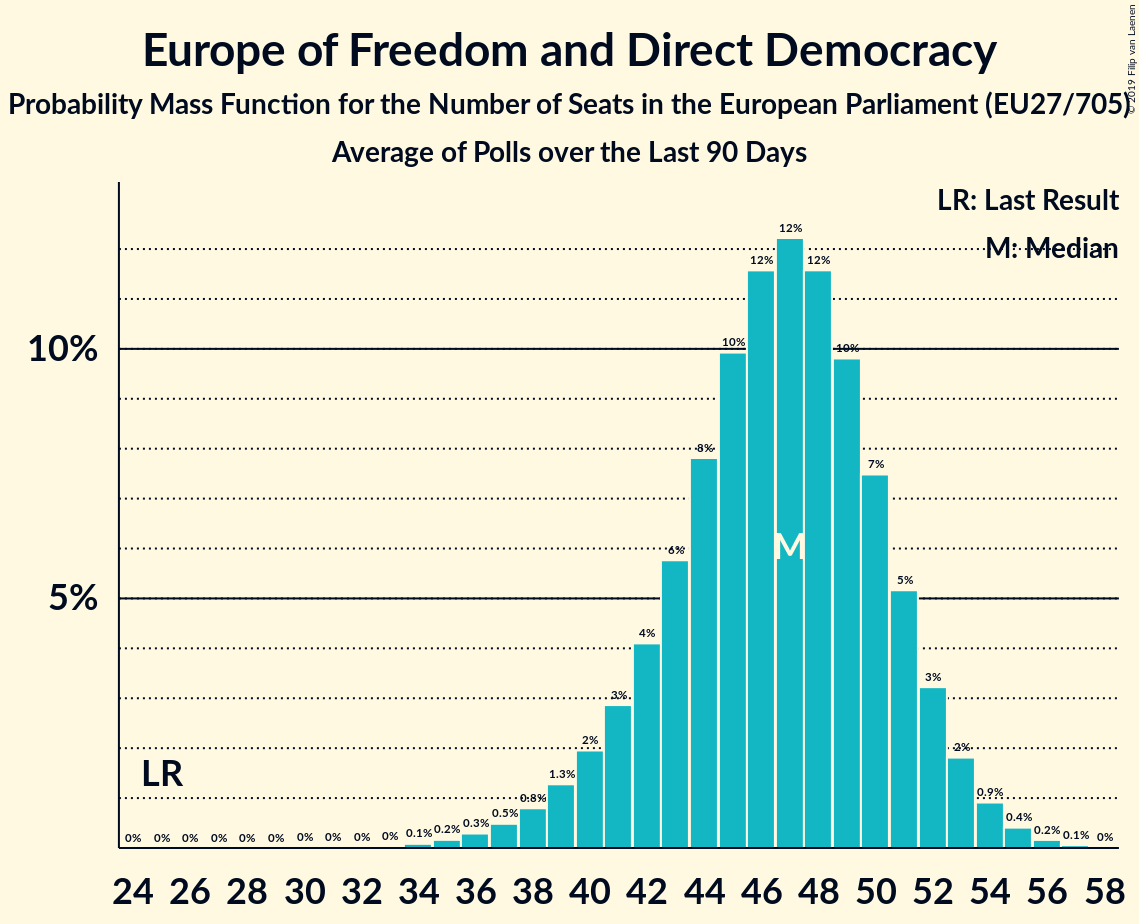 Europe of Freedom and Direct Democracy
Probability Mass Function for the Number of Seats in the European Parliament (EU27/705)
Average of Polls over the Last 90 Days
© 2019 Filip van Laenen
LR: Last Result
M: Median
10%
5%
LR
M
0% 0% 0% 0% 0% 0% 0% 0% 0% 0% 0.1% 0.2% 0.3% 0.5% 0.8% 1.3% 2% 3% 4% 6% 8% 10% 12% 12% 12% 10% 7% 5% 3% 2% 0.9% 0.4% 0.2% 0.1% 0%
24 26 28 30 32 34 36 38 40 42 44 46 48 50 52 54 56 58